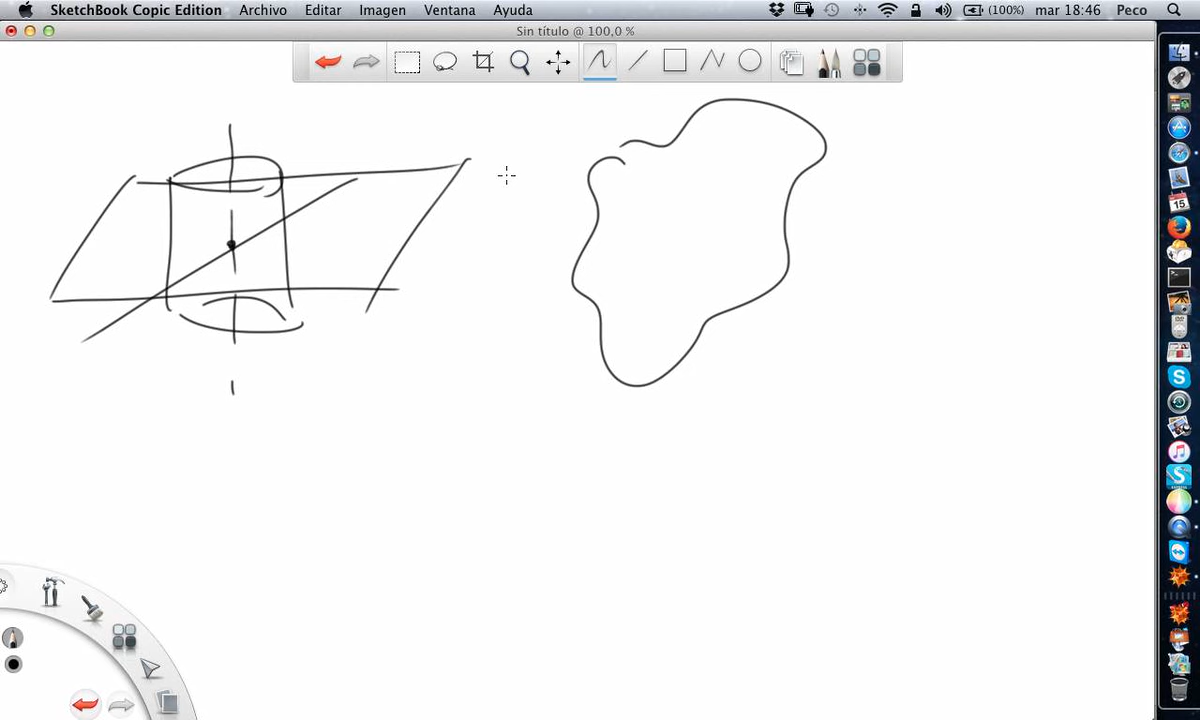 SketchBook Copic Edition Archivo Editar Imagen Ventana Ayuda (100%) mar 18:46 Peco
Sin título @ 100,0 %
15